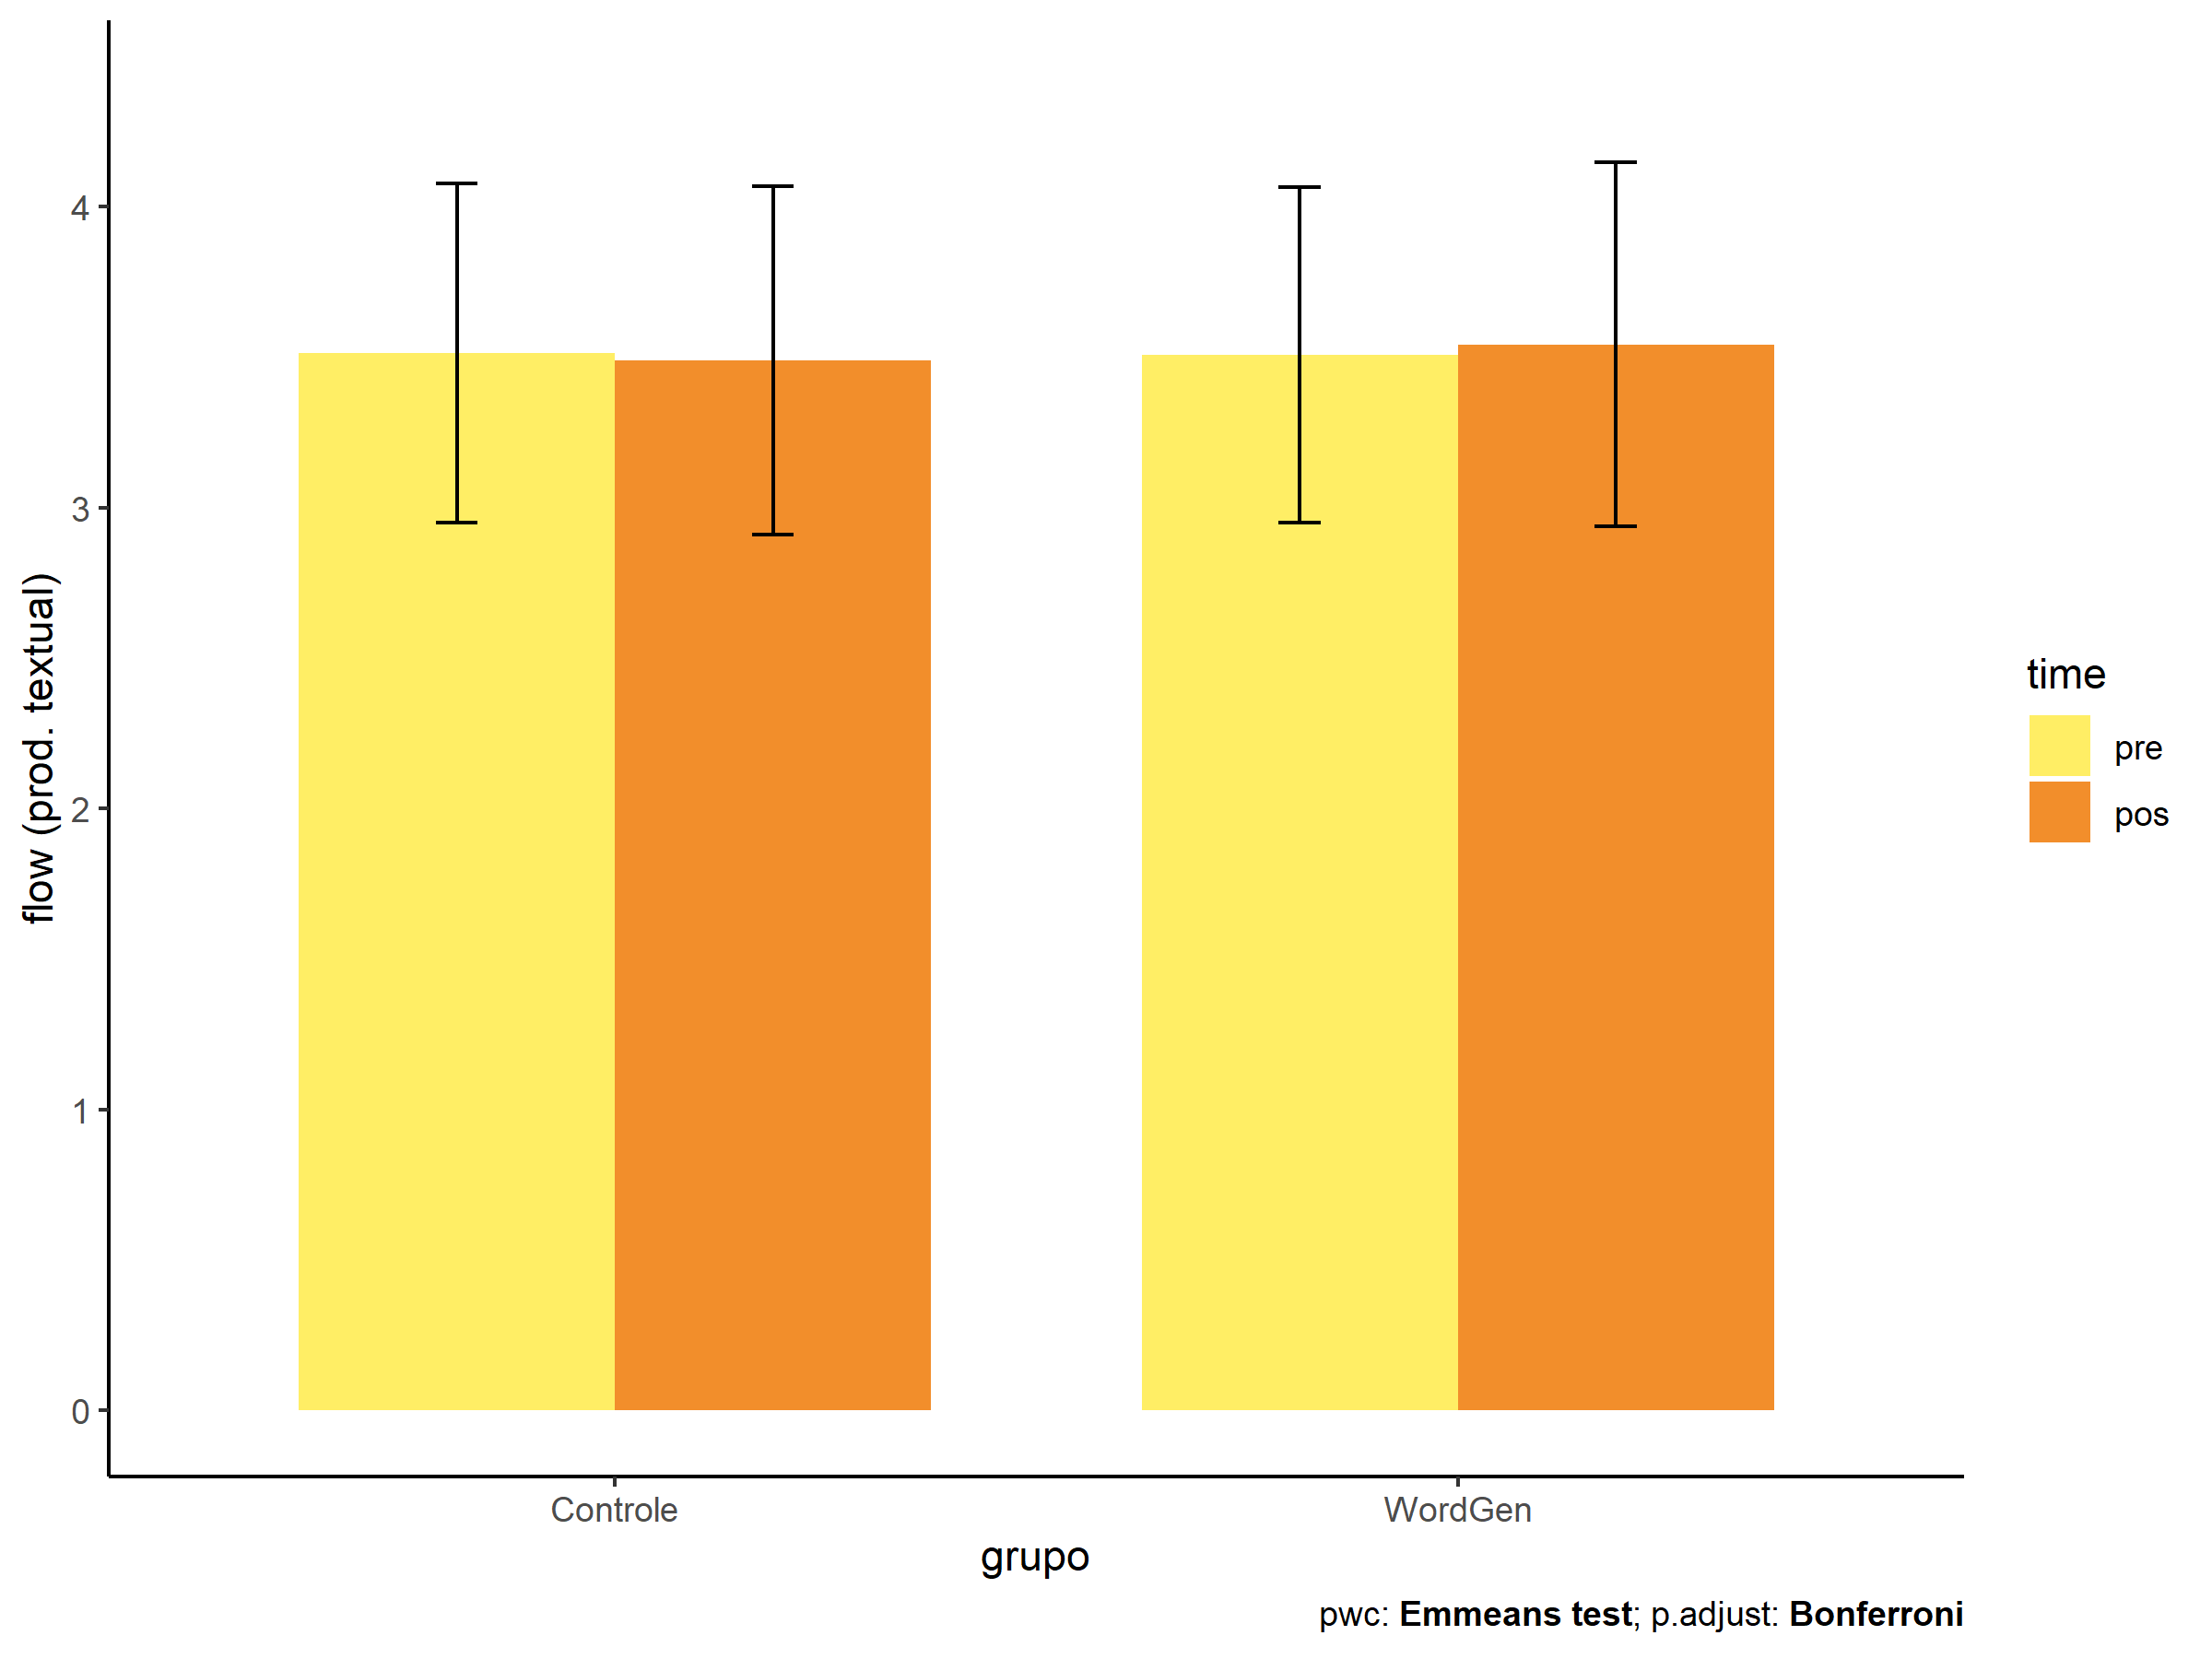 flow (prod. textual)
4
3
2
1
0
Controle
WordGen
grupo
time
pre
pos
pwc: Emmeans test; p.adjust: Bonferroni